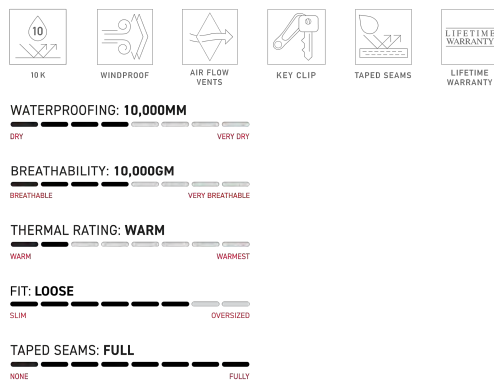 10
LIFETIME
WARRANTY
10 K
WINDPROOF
AIR FLOW
VENTS
KEY CLIP
TAPED SEAMS
LIFETIME
WARRANTY
WATERPROOFING: 10,000MM
DRY VERY DRY
BREATHABILITY: 10,000GM
BREATHABLE VERY BREATHABLE
THERMAL RATING: WARM
WARM WARMEST
FIT: LOOSE
SLIM OVERSIZED
TAPED SEAMS: FULL
NONE FULLY